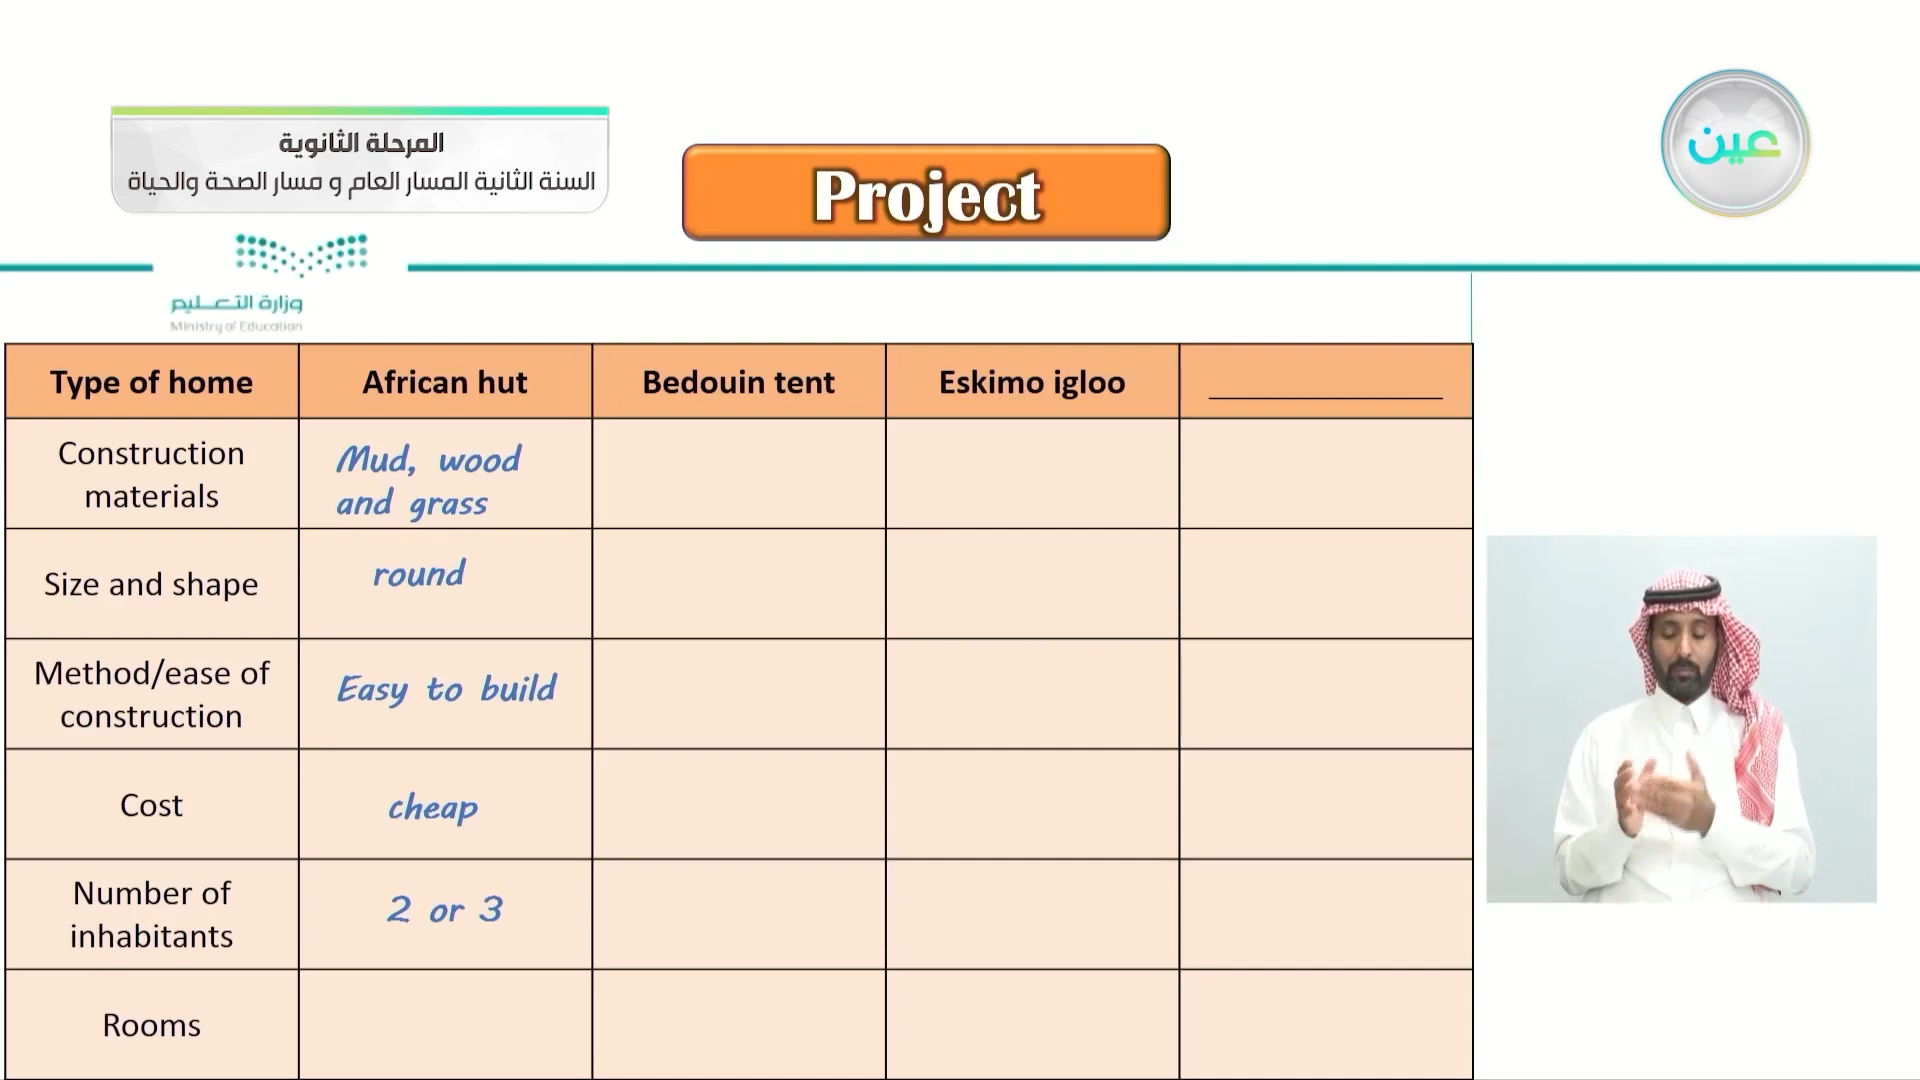 المرحلة الثانوية
السنة الثانية المسار العام و مسار الصحة والحياة
Project
عين
وزارة التعليم
Ministry of Education
Type of home
African hut
Bedouin tent
Eskimo igloo
Construction
materials
Mud, wood
and grass
Size and shape
round
Method/ease of
construction
Easy to build
Cost
cheap
Number of
inhabitants
2 or 3
Rooms